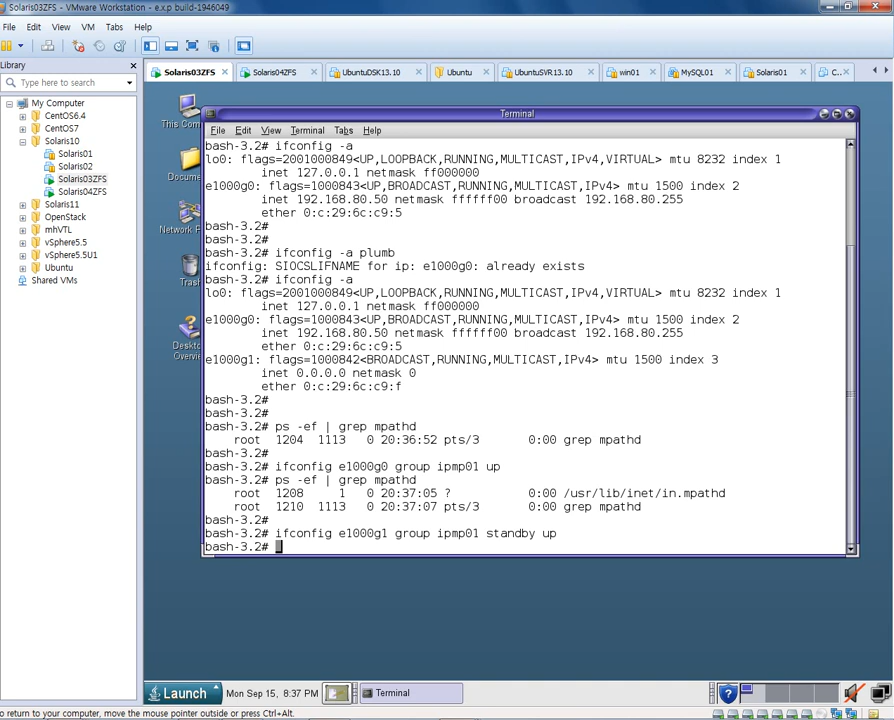 Solaris03ZFS - VMware Workstation - e.x.p build-1946049
File Edit View VM Tabs Help
Library
Type here to search
My Computer
CentOS6.4
CentOS7
Solaris10
Solaris01
Solaris02
Solaris03ZFS
Solaris04ZFS
Solaris11
OpenStack
mhVTL
vSphere5.5
vSphere5.5U1
Ubuntu
Shared VMs
Solaris03ZFS Solaris04ZFS UbuntuDSK13.10 Ubuntu UbuntuSVR13.10 win01 MySQL01 Solaris01 C...
This Com
Docume
Network P
Trash
Deskto
Overvie
Terminal
File Edit View Terminal Tabs Help
bash-3.2# ifconfig -a
lo0: flags=2001000849<UP,LOOPBACK,RUNNING,MULTICAST,IPv4,VIRTUAL> mtu 8232 index 1
inet 127.0.0.1 netmask ff000000
e1000g0: flags=1000843<UP,BROADCAST,RUNNING,MULTICAST,IPv4> mtu 1500 index 2
inet 192.168.80.50 netmask ffffff00 broadcast 192.168.80.255
ether 0:c:29:6c:c9:5
bash-3.2#
bash-3.2#
bash-3.2# ifconfig -a plumb
ifconfig: SIOCSLIFNAME for ip: e1000g0: already exists
bash-3.2# ifconfig -a
lo0: flags=2001000849<UP,LOOPBACK,RUNNING,MULTICAST,IPv4,VIRTUAL> mtu 8232 index 1
inet 127.0.0.1 netmask ff000000
e1000g0: flags=1000843<UP,BROADCAST,RUNNING,MULTICAST,IPv4> mtu 1500 index 2
inet 192.168.80.50 netmask ffffff00 broadcast 192.168.80.255
ether 0:c:29:6c:c9:5
e1000g1: flags=1000842<BROADCAST,RUNNING,MULTICAST,IPv4> mtu 1500 index 3
inet 0.0.0.0 netmask 0
ether 0:c:29:6c:c9:f
bash-3.2#
bash-3.2#
bash-3.2# ps -ef | grep mpathd
root 1204 1113 0 20:36:52 pts/3 0:00 grep mpathd
bash-3.2#
bash-3.2# ifconfig e1000g0 group ipmp01 up
bash-3.2# ps -ef | grep mpathd
root 1208 1 0 20:37:05 ? 0:00 /usr/lib/inet/in.mpathd
root 1210 1113 0 20:37:07 pts/3 0:00 grep mpathd
bash-3.2#
bash-3.2# ifconfig e1000g1 group ipmp01 standby up
bash-3.2#
Launch Mon Sep 15, 8:37 PM Terminal
o return to your computer, move the mouse pointer outside or press Ctrl+Alt.